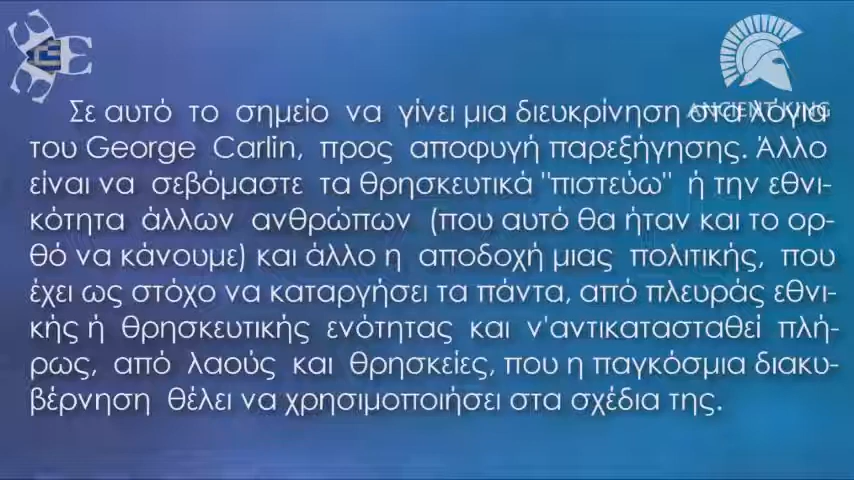 ANCIENT KING
Σε αυτό το σημείο να γίνει μια διευκρίνηση στα λόγια
του George Carlin, προς αποφυγή παρεξήγησης. Άλλο
είναι να σεβόμαστε τα θρησκευτικά "πιστεύω" ή την εθνι-
κότητα άλλων ανθρώπων (που αυτό θα ήταν και το ορ-
θό να κάνουμε) και άλλο η αποδοχή μιας πολιτικής, που
έχει ως στόχο να καταργήσει τα πάντα, από πλευράς εθνι-
κής ή θρησκευτικής ενότητας και ν'αντικατασταθεί πλή-
ρως, από λαούς και θρησκείες, που η παγκόσμια διακυ-
βέρνηση θέλει να χρησιμοποιήσει στα σχέδια της.